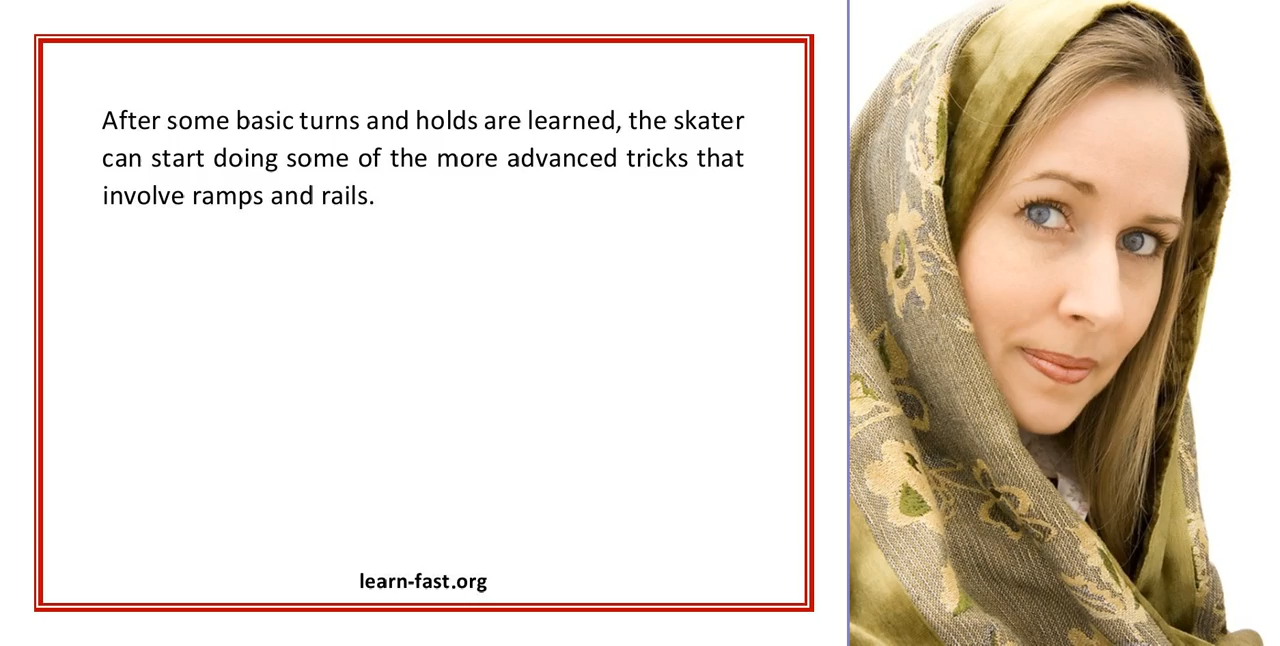 After some basic turns and holds are learned, the skater
can start doing some of the more advanced tricks that
involve ramps and rails.
learn-fast.org